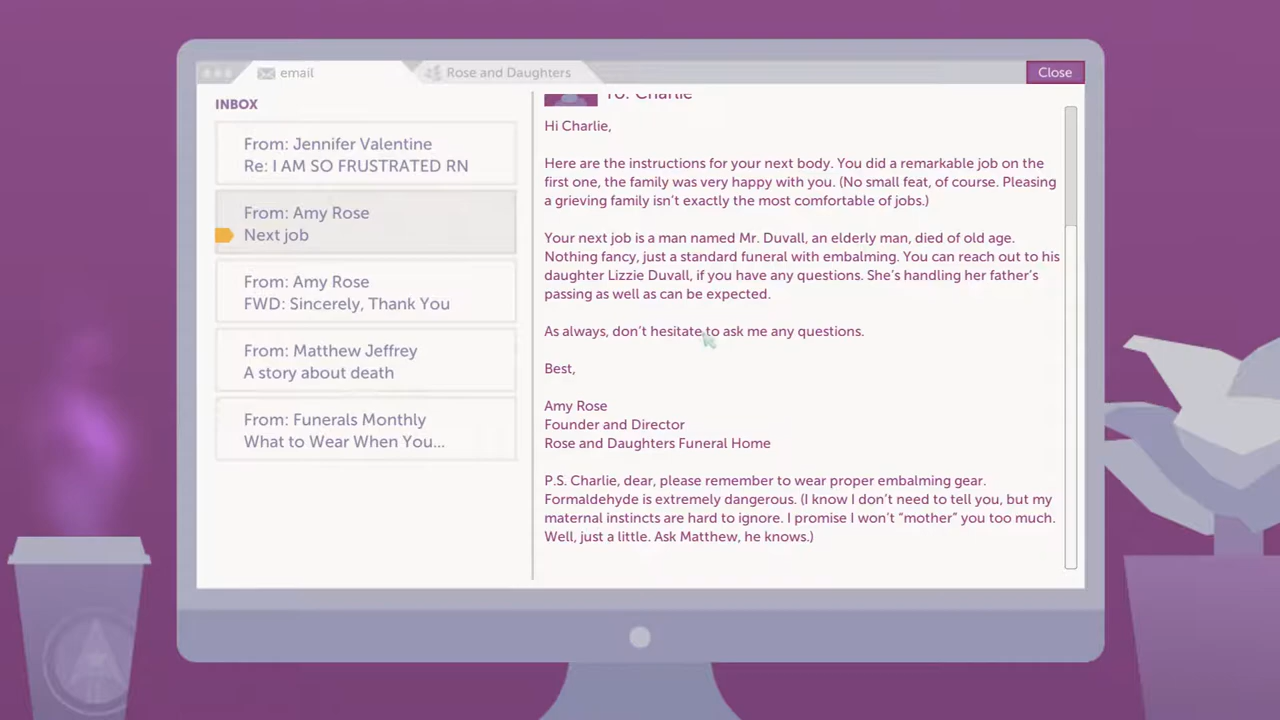 email
Rose and Daughters
Close
INBOX
From: Jennifer Valentine
Re: I AM SO FRUSTRATED RN
From: Amy Rose
Next job
From: Amy Rose
FWD: Sincerely, Thank You
From: Matthew Jeffrey
A story about death
From: Funerals Monthly
What to Wear When You...
To: Charlie
Hi Charlie,
Here are the instructions for your next body. You did a remarkable job on the
first one, the family was very happy with you. (No small feat, of course. Pleasing
a grieving family isn’t exactly the most comfortable of jobs.)
Your next job is a man named Mr. Duvall, an elderly man, died of old age.
Nothing fancy, just a standard funeral with embalming. You can reach out to his
daughter Lizzie Duvall, if you have any questions. She’s handling her father’s
passing as well as can be expected.
As always, don’t hesitate to ask me any questions.
Best,
Amy Rose
Founder and Director
Rose and Daughters Funeral Home
P.S. Charlie, dear, please remember to wear proper embalming gear.
Formaldehyde is extremely dangerous. (I know I don’t need to tell you, but my
maternal instincts are hard to ignore. I promise I won’t “mother” you too much.
Well, just a little. Ask Matthew, he knows.)